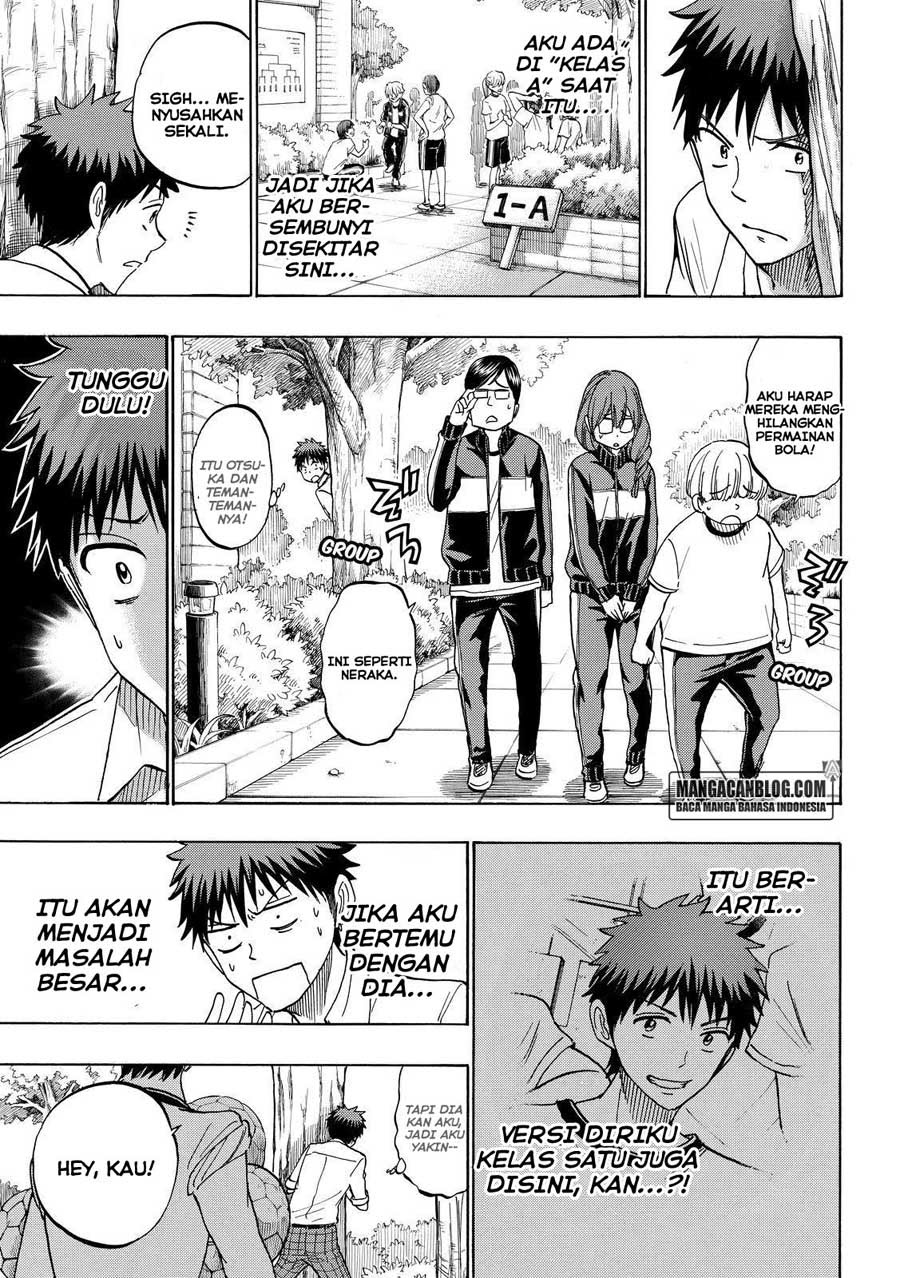 AKU ADA
DI "KELAS
A" SAAT
ITU....
1-A
JADI JIKA
AKU BER-
SEMBUNYI
DISEKITAR
SINI...
SIGH... ME-
NYUSAHKAN
SEKALI.
AKU HARAP
MEREKA MENG-
HILANGKAN
PERMAINAN
BOLA!
GROUP
GROUP
INI SEPERTI
NERAKA.
ITU OTSU-
KA DAN
TEMAN-
TEMAN-
NYA!
TUNGGU
DULU!
MANGACANBLOG.COM
BACA MANGA BAHASA INDONESIA
ITU BER-
ARTI...
VERSI DIRIKU
KELAS SATU JUGA
DISINI, KAN...?!
JIKA AKU
BERTEMU
DENGAN
DIA...
ITU AKAN
MENJADI
MASALAH
BESAR...
TAPI DIA
KAN AKU,
JADI AKU
YAKIN--
HEY, KAU!